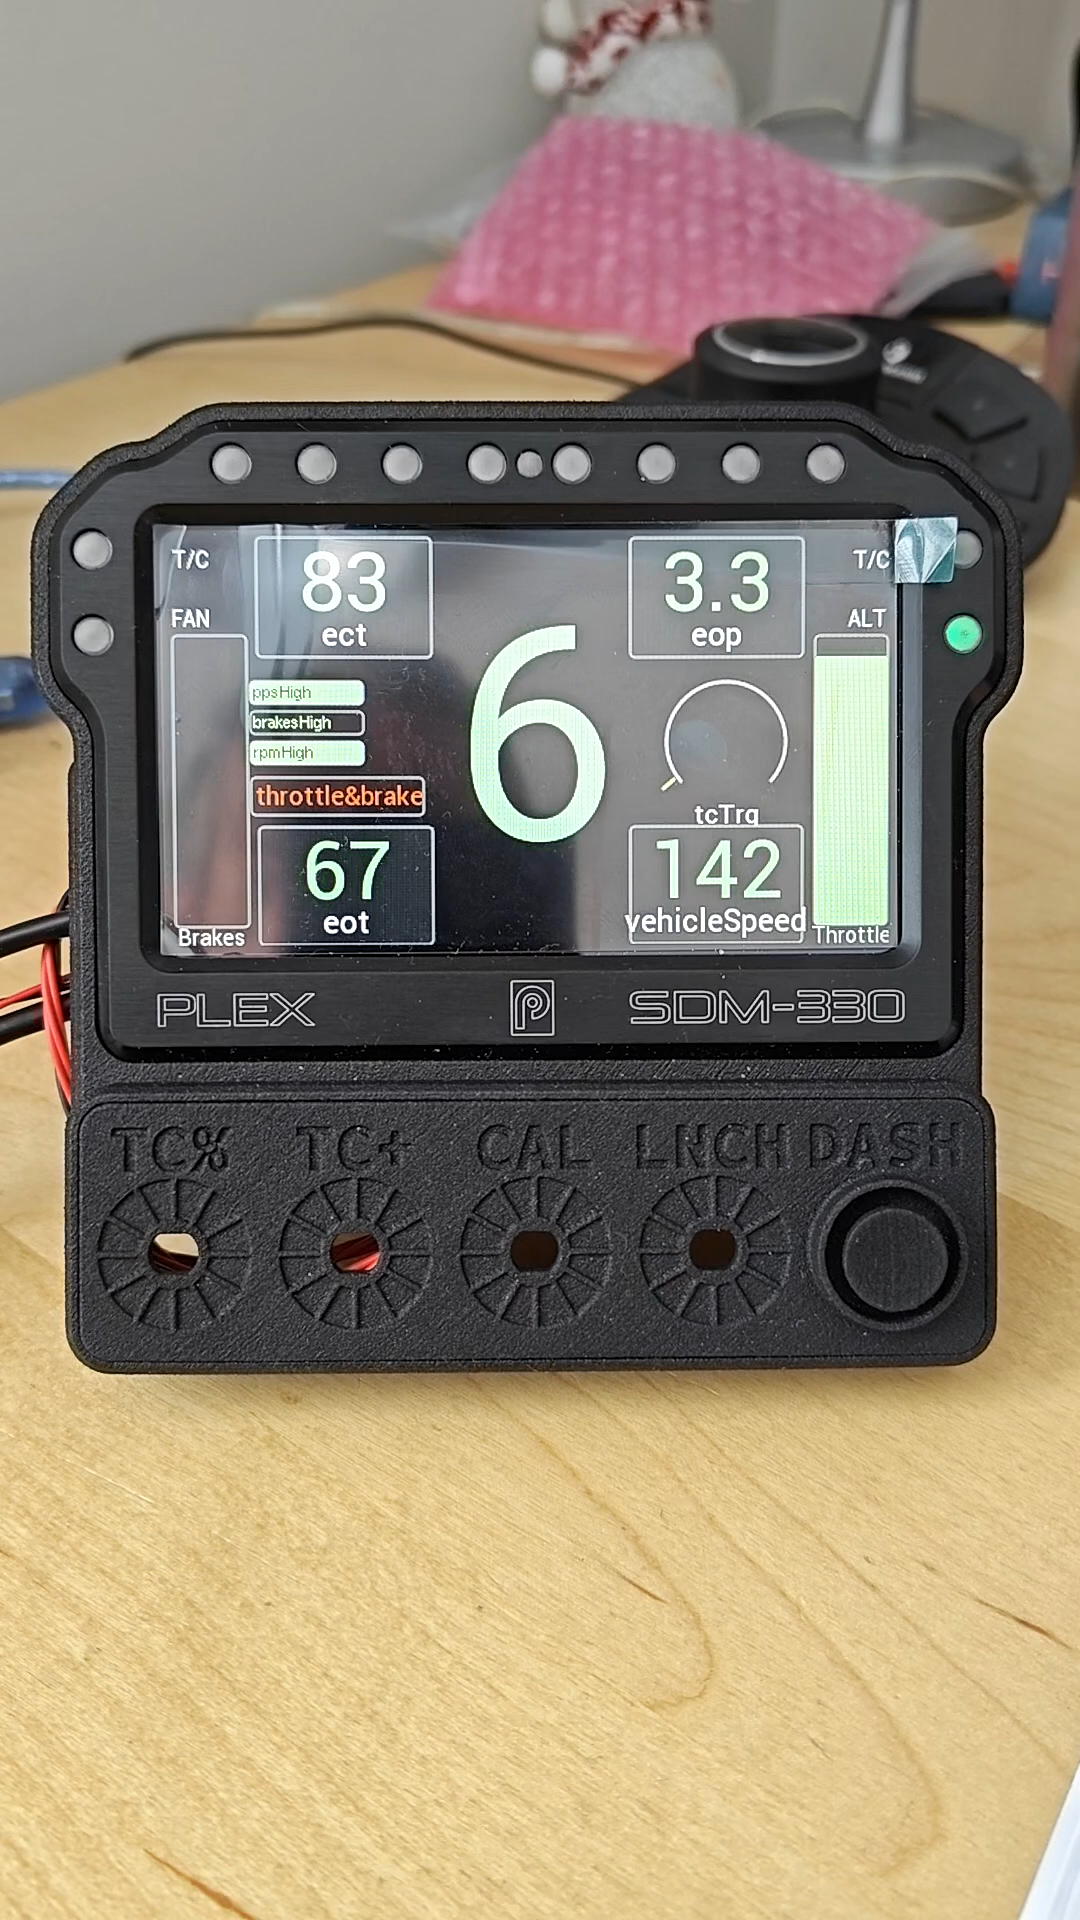 T/C
83
ect
3.3
eop
T/C
FAN
ALT
6
ppsHigh
brakesHigh
rpmHigh
throttle&brake
tcTrg
67
eot
142
vehicleSpeed
Brakes
Throttle
PLEX
SDM-330
TC%
TC+
CAL
LNCH
DASH